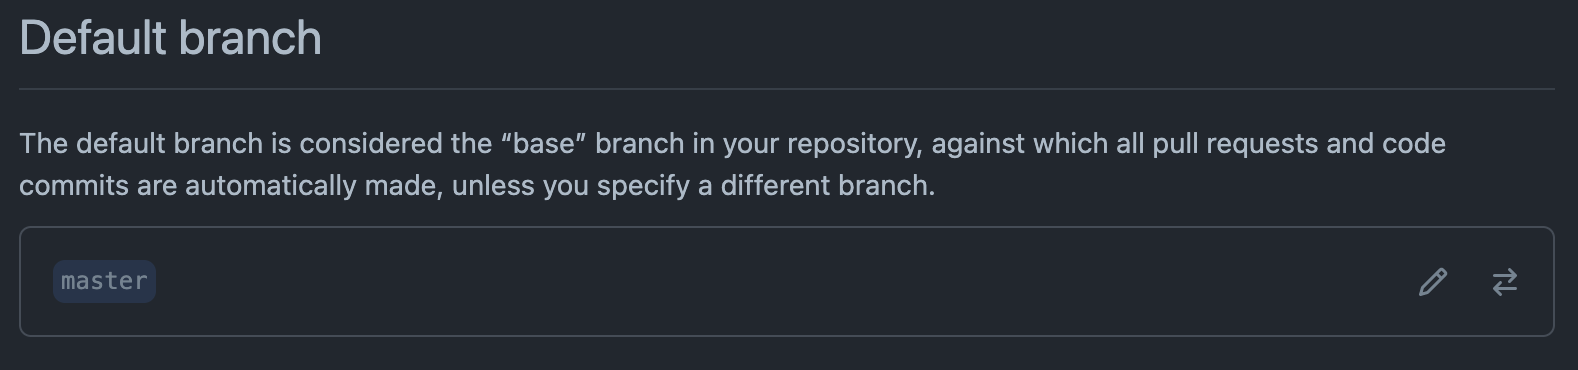 Default branch
The default branch is considered the “base” branch in your repository, against which all pull requests and code
commits are automatically made, unless you specify a different branch.
master